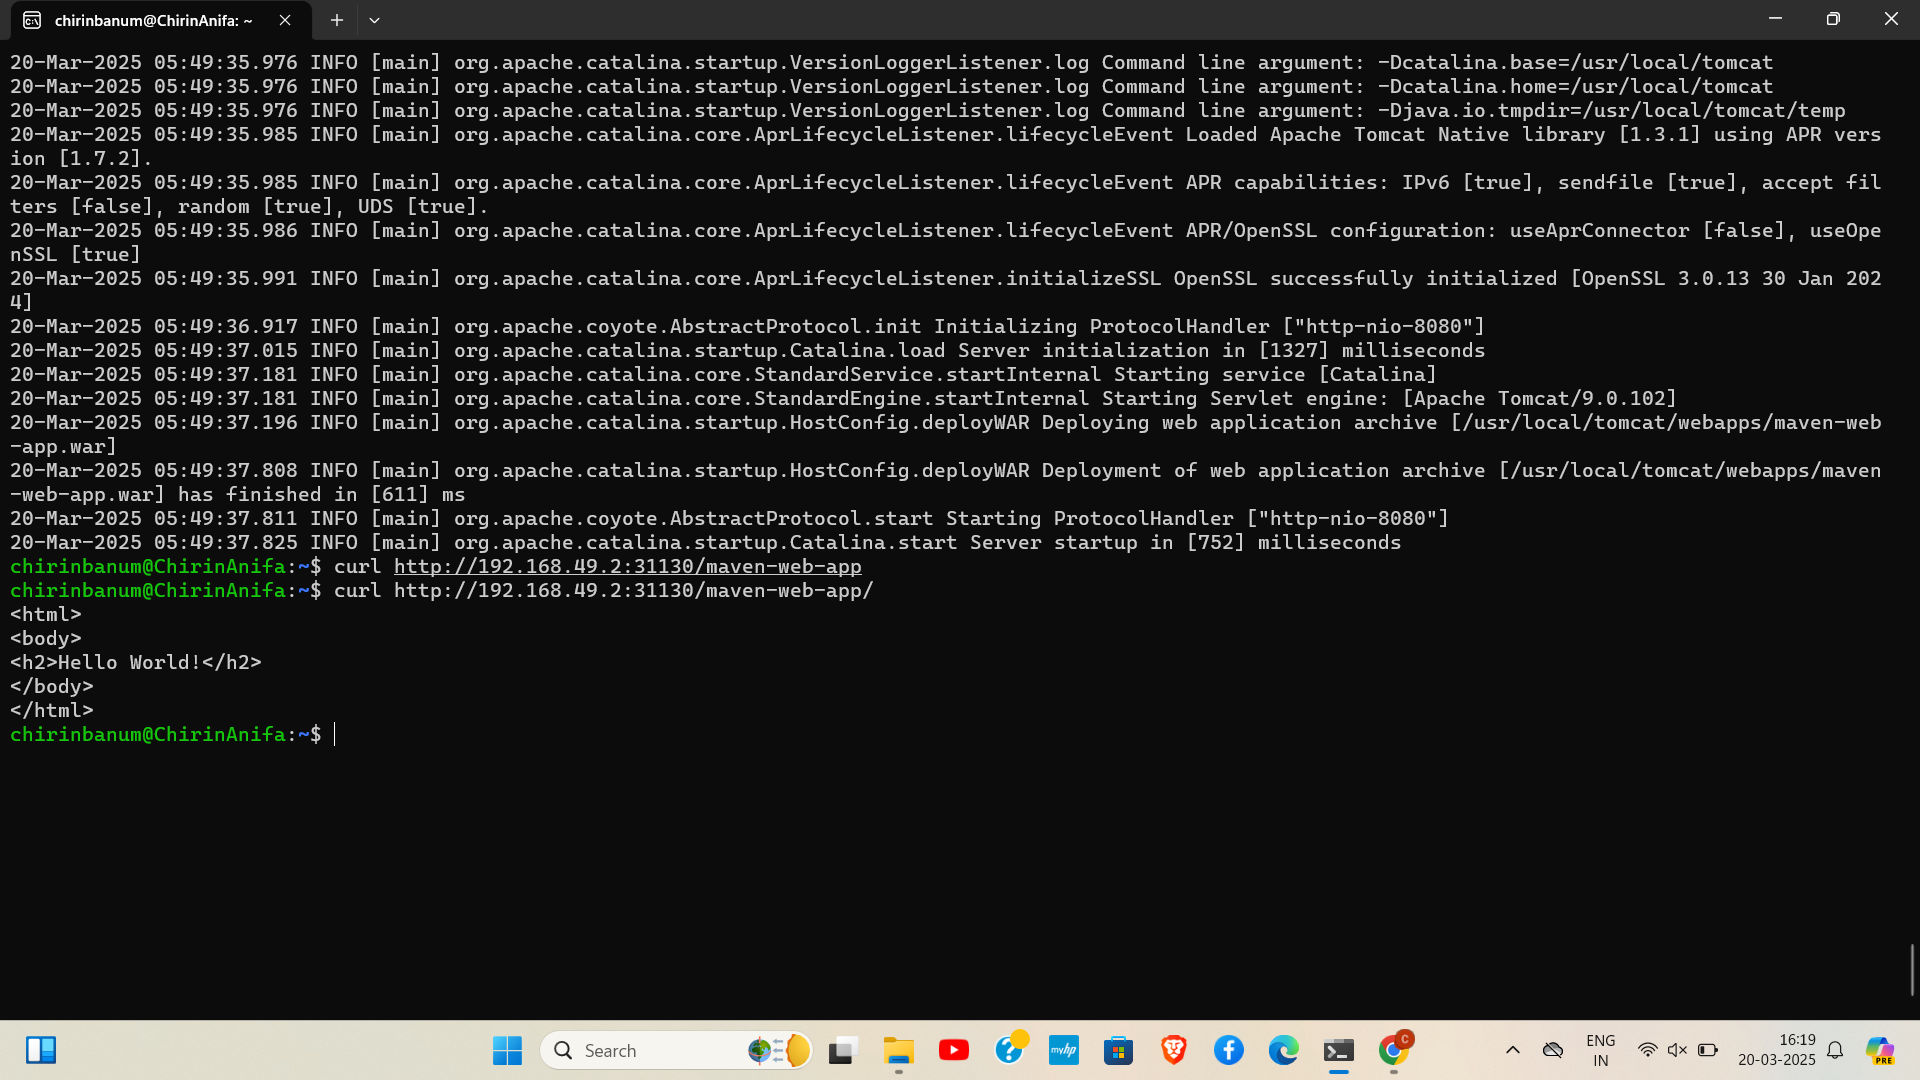 chirinbanum@ChirinAnifa: ~
20-Mar-2025 05:49:35.976 INFO [main] org.apache.catalina.startup.VersionLoggerListener.log Command line argument: -Dcatalina.base=/usr/local/tomcat
20-Mar-2025 05:49:35.976 INFO [main] org.apache.catalina.startup.VersionLoggerListener.log Command line argument: -Dcatalina.home=/usr/local/tomcat
20-Mar-2025 05:49:35.976 INFO [main] org.apache.catalina.startup.VersionLoggerListener.log Command line argument: -Djava.io.tmpdir=/usr/local/tomcat/temp
20-Mar-2025 05:49:35.985 INFO [main] org.apache.catalina.core.AprLifecycleListener.lifecycleEvent Loaded Apache Tomcat Native library [1.3.1] using APR vers
ion [1.7.2].
20-Mar-2025 05:49:35.985 INFO [main] org.apache.catalina.core.AprLifecycleListener.lifecycleEvent APR capabilities: IPv6 [true], sendfile [true], accept fil
ters [false], random [true], UDS [true].
20-Mar-2025 05:49:35.986 INFO [main] org.apache.catalina.core.AprLifecycleListener.lifecycleEvent APR/OpenSSL configuration: useAprConnector [false], useOpe
nSSL [true]
20-Mar-2025 05:49:35.991 INFO [main] org.apache.catalina.core.AprLifecycleListener.initializeSSL OpenSSL successfully initialized [OpenSSL 3.0.13 30 Jan 202
4]
20-Mar-2025 05:49:36.917 INFO [main] org.apache.coyote.AbstractProtocol.init Initializing ProtocolHandler ["http-nio-8080"]
20-Mar-2025 05:49:37.015 INFO [main] org.apache.catalina.startup.Catalina.load Server initialization in [1327] milliseconds
20-Mar-2025 05:49:37.181 INFO [main] org.apache.catalina.core.StandardService.startInternal Starting service [Catalina]
20-Mar-2025 05:49:37.181 INFO [main] org.apache.catalina.core.StandardEngine.startInternal Starting Servlet engine: [Apache Tomcat/9.0.102]
20-Mar-2025 05:49:37.196 INFO [main] org.apache.catalina.startup.HostConfig.deployWAR Deploying web application archive [/usr/local/tomcat/webapps/maven-web
-app.war]
20-Mar-2025 05:49:37.808 INFO [main] org.apache.catalina.startup.HostConfig.deployWAR Deployment of web application archive [/usr/local/tomcat/webapps/maven
-web-app.war] has finished in [611] ms
20-Mar-2025 05:49:37.811 INFO [main] org.apache.coyote.AbstractProtocol.start Starting ProtocolHandler ["http-nio-8080"]
20-Mar-2025 05:49:37.825 INFO [main] org.apache.catalina.startup.Catalina.start Server startup in [752] milliseconds
chirinbanum@ChirinAnifa:~$ curl http://192.168.49.2:31130/maven-web-app
chirinbanum@ChirinAnifa:~$ curl http://192.168.49.2:31130/maven-web-app/
<html>
<body>
<h2>Hello World!</h2>
</body>
</html>
chirinbanum@ChirinAnifa:~$
Search
myhp
C
ENG
IN
16:19
20-03-2025
PRE